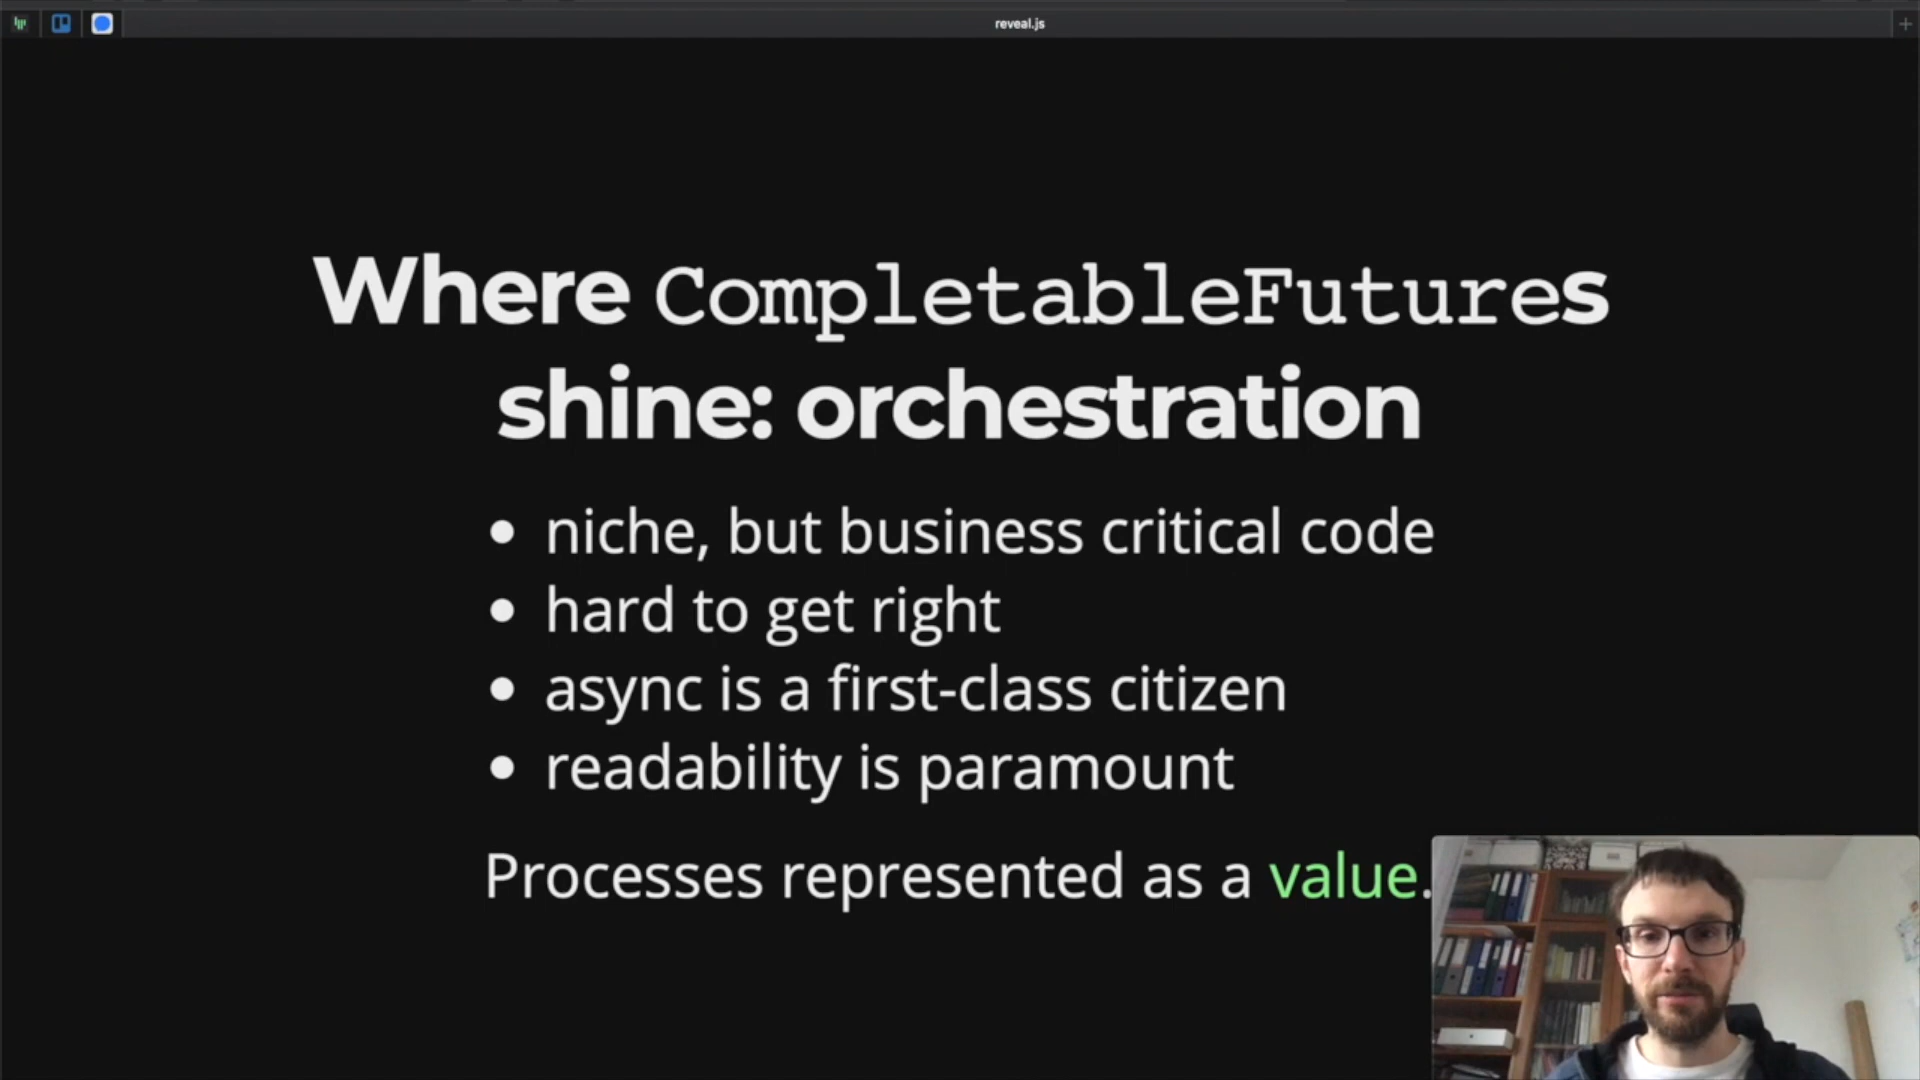 reveal.js
Where CompletableFutures
shine: orchestration
• niche, but business critical code
• hard to get right
• async is a first-class citizen
• readability is paramount
Processes represented as a value.